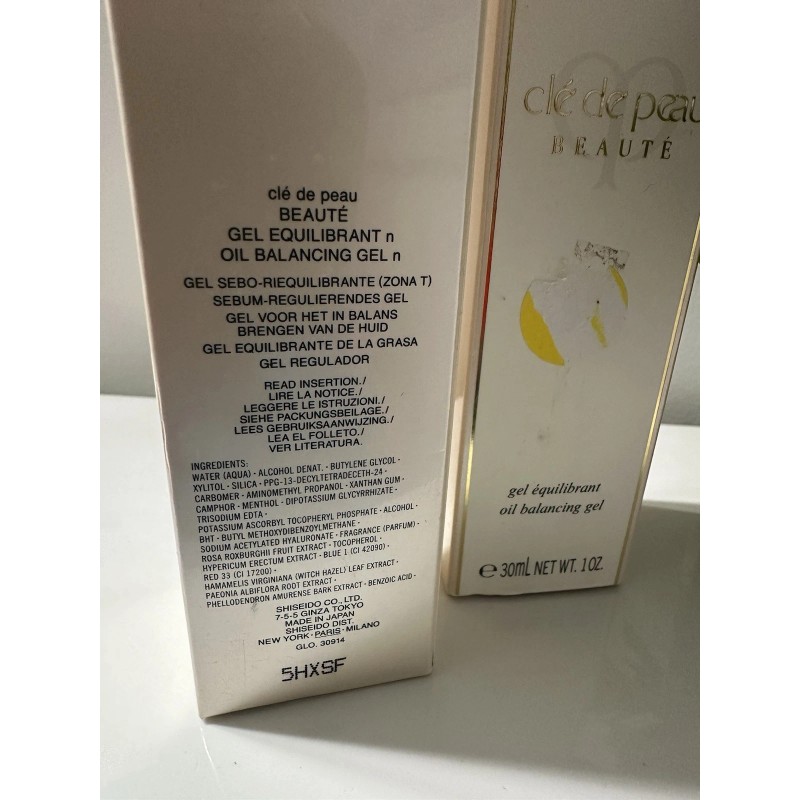 clé de peau
BEAUTÉ
GEL EQUILIBRANT n
OIL BALANCING GEL n
GEL SEBO-RIEQUILIBRANTE (ZONA T)
SEBUM-REGULIERENDES GEL
GEL VOOR HET IN BALANS
BRENGEN VAN DE HUID
GEL EQUILIBRANTE DE LA GRASA
GEL REGULADOR
READ INSERTION./
LIRE LA NOTICE./
LEGGERE LE ISTRUZIONI./
SIEHE PACKUNGSBEILAGE./
LEES GEBRUIKSAANWIJZING./
LEA EL FOLLETO./
VER LITERATURA.
INGREDIENTS:
WATER (AQUA) · ALCOHOL DENAT. · BUTYLENE GLYCOL ·
XYLITOL · SILICA · PPG-13-DECYLTETRADECETH-24 ·
CARBOMER · AMINOMETHYL PROPANOL · XANTHAN GUM ·
CAMPHOR · MENTHOL · DIPOTASSIUM GLYCYRRHIZATE ·
TRISODIUM EDTA ·
POTASSIUM ASCORBYL TOCOPHERYL PHOSPHATE · ALCOHOL ·
BHT · BUTYL METHOXYDIBENZOYLMETHANE ·
SODIUM ACETYLATED HYALURONATE · FRAGRANCE (PARFUM) ·
ROSA ROXBURGHII FRUIT EXTRACT · TOCOPHEROL ·
HYPERICUM ERECTUM EXTRACT · BLUE 1 (CI 42090) ·
RED 33 (CI 17200) ·
HAMAMELIS VIRGINIANA (WITCH HAZEL) LEAF EXTRACT ·
PAEONIA ALBIFLORA ROOT EXTRACT ·
PHELLODENDRON AMURENSE BARK EXTRACT · BENZOIC ACID ·
SHISEIDO CO., LTD.
7-5-5 GINZA TOKYO
MADE IN JAPAN
SHISEIDO DIST.
NEW YORK · PARIS · MILANO
GLO. 30914
5HXSF
clé de peau
BEAUTÉ
gel équilibrant
oil balancing gel
e 30mL NET WT. 1 OZ.